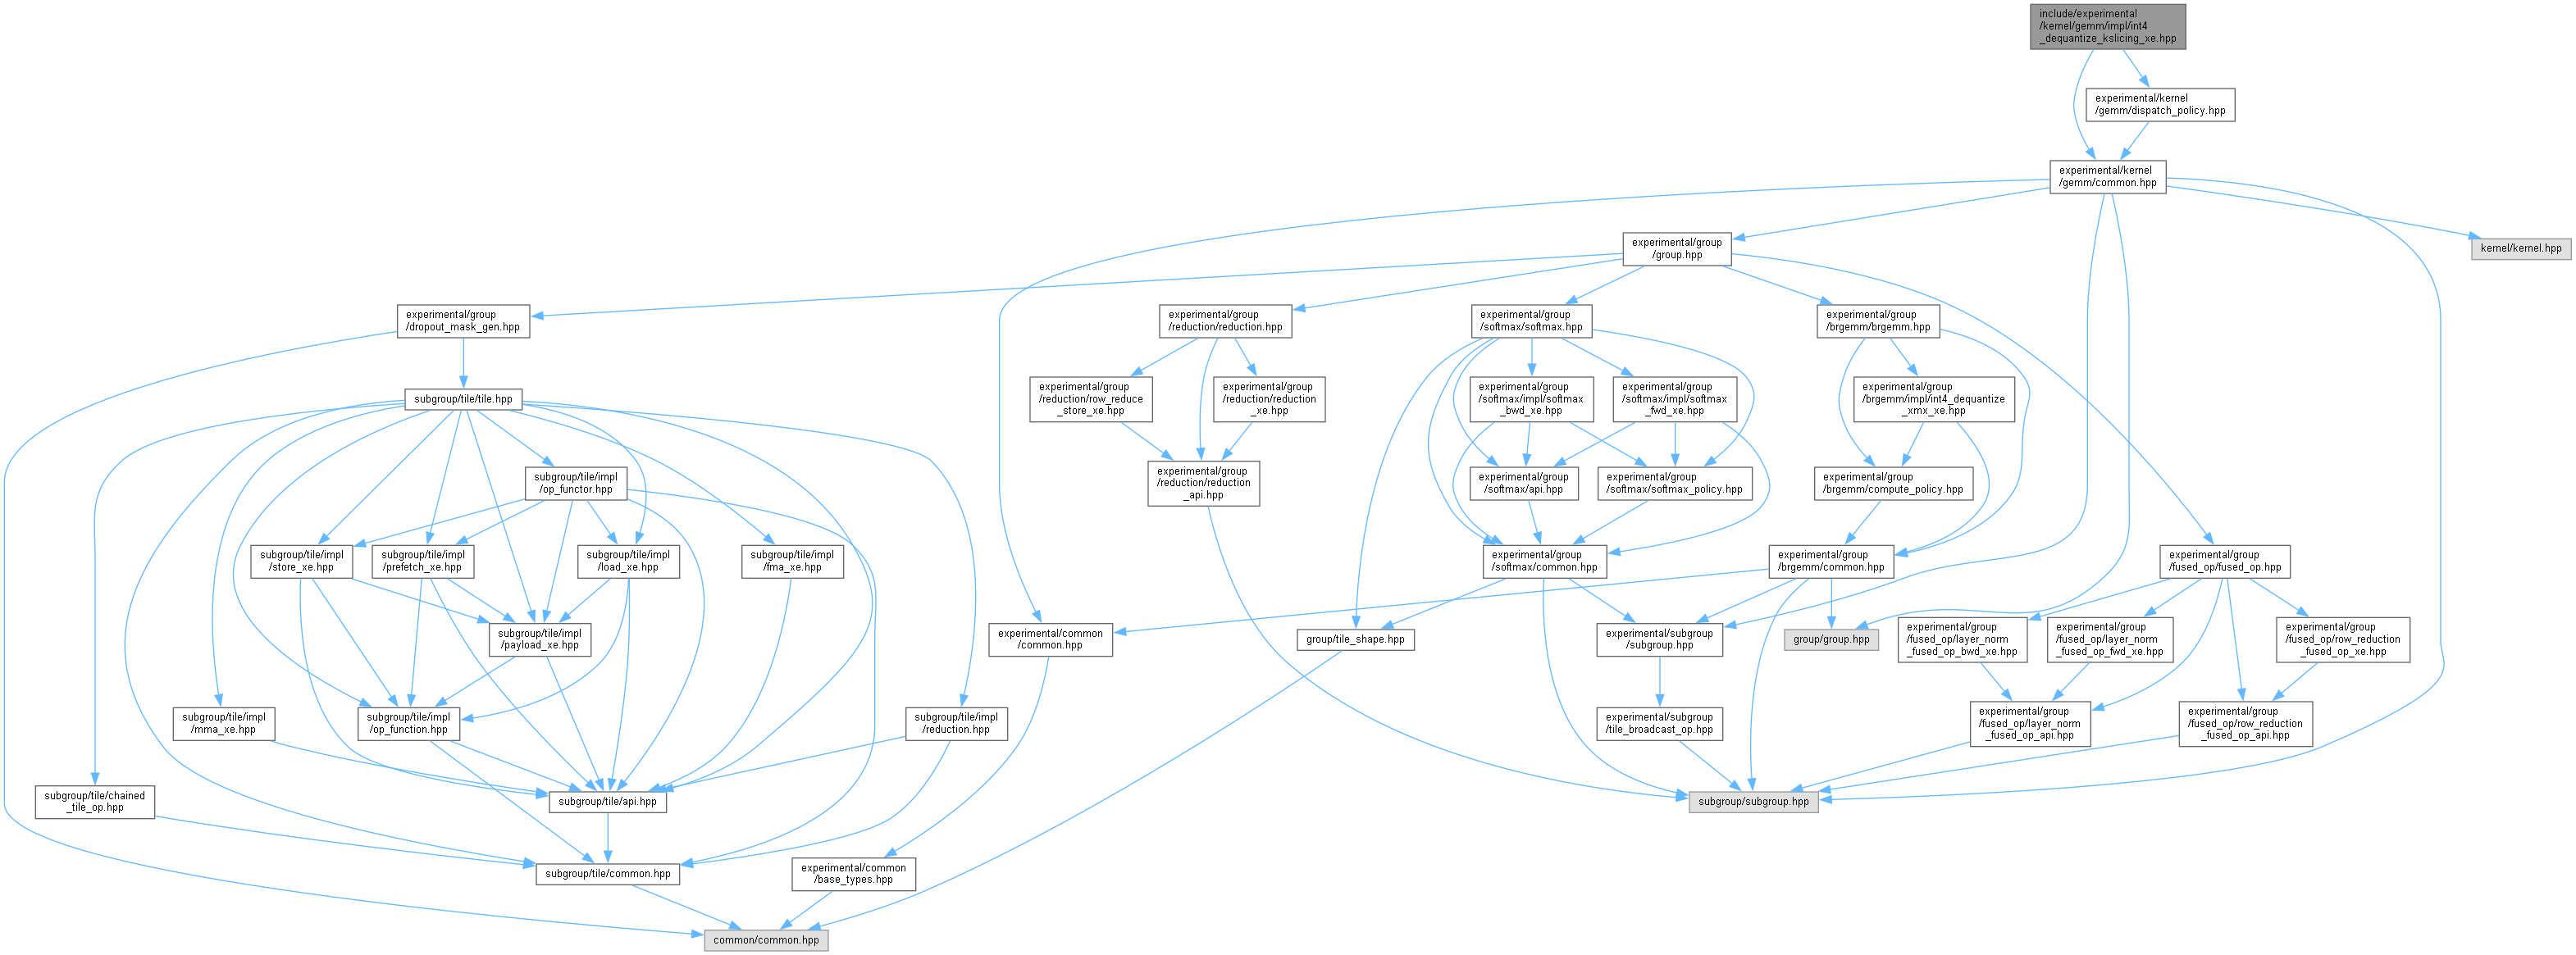 include/experimental
/kernel/gemm/impl/int4
_dequantize_kslicing_xe.hpp
experimental/kernel
/gemm/dispatch_policy.hpp
experimental/kernel
/gemm/common.hpp
experimental/group
/group.hpp
kernel/kernel.hpp
experimental/group
/dropout_mask_gen.hpp
experimental/group
/reduction/reduction.hpp
experimental/group
/softmax/softmax.hpp
experimental/group
/brgemm/brgemm.hpp
subgroup/tile/tile.hpp
experimental/group
/reduction/row_reduce
_store_xe.hpp
experimental/group
/reduction/reduction
_xe.hpp
experimental/group
/softmax/impl/softmax
_bwd_xe.hpp
experimental/group
/softmax/impl/softmax
_fwd_xe.hpp
experimental/group
/brgemm/impl/int4_dequantize
_xmx_xe.hpp
subgroup/tile/impl
/op_functor.hpp
experimental/group
/reduction/reduction
_api.hpp
experimental/group
/softmax/api.hpp
experimental/group
/softmax/softmax_policy.hpp
experimental/group
/brgemm/compute_policy.hpp
subgroup/tile/impl
/store_xe.hpp
subgroup/tile/impl
/prefetch_xe.hpp
subgroup/tile/impl
/load_xe.hpp
subgroup/tile/impl
/fma_xe.hpp
experimental/group
/softmax/common.hpp
experimental/group
/brgemm/common.hpp
experimental/group
/fused_op/fused_op.hpp
subgroup/tile/impl
/payload_xe.hpp
experimental/common
/common.hpp
group/tile_shape.hpp
experimental/subgroup
/subgroup.hpp
group/group.hpp
experimental/group
/fused_op/layer_norm
_fused_op_bwd_xe.hpp
experimental/group
/fused_op/layer_norm
_fused_op_fwd_xe.hpp
experimental/group
/fused_op/row_reduction
_fused_op_xe.hpp
subgroup/tile/impl
/mma_xe.hpp
subgroup/tile/impl
/op_function.hpp
subgroup/tile/impl
/reduction.hpp
experimental/subgroup
/tile_broadcast_op.hpp
experimental/group
/fused_op/layer_norm
_fused_op_api.hpp
experimental/group
/fused_op/row_reduction
_fused_op_api.hpp
subgroup/tile/chained
_tile_op.hpp
subgroup/tile/api.hpp
subgroup/subgroup.hpp
subgroup/tile/common.hpp
experimental/common
/base_types.hpp
common/common.hpp